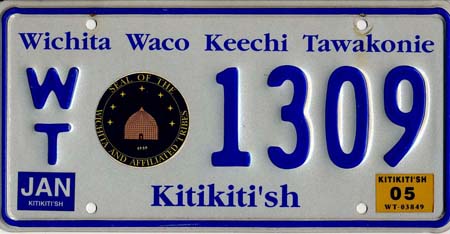 Wichita Waco Keechi Tawakonie
WT
SEAL OF THE
WICHITA AND AFFILIATED TRIBES
1309
JAN
KITIKITI'SH
Kitikiti'sh
KITIKITI'SH
05
WT-03849